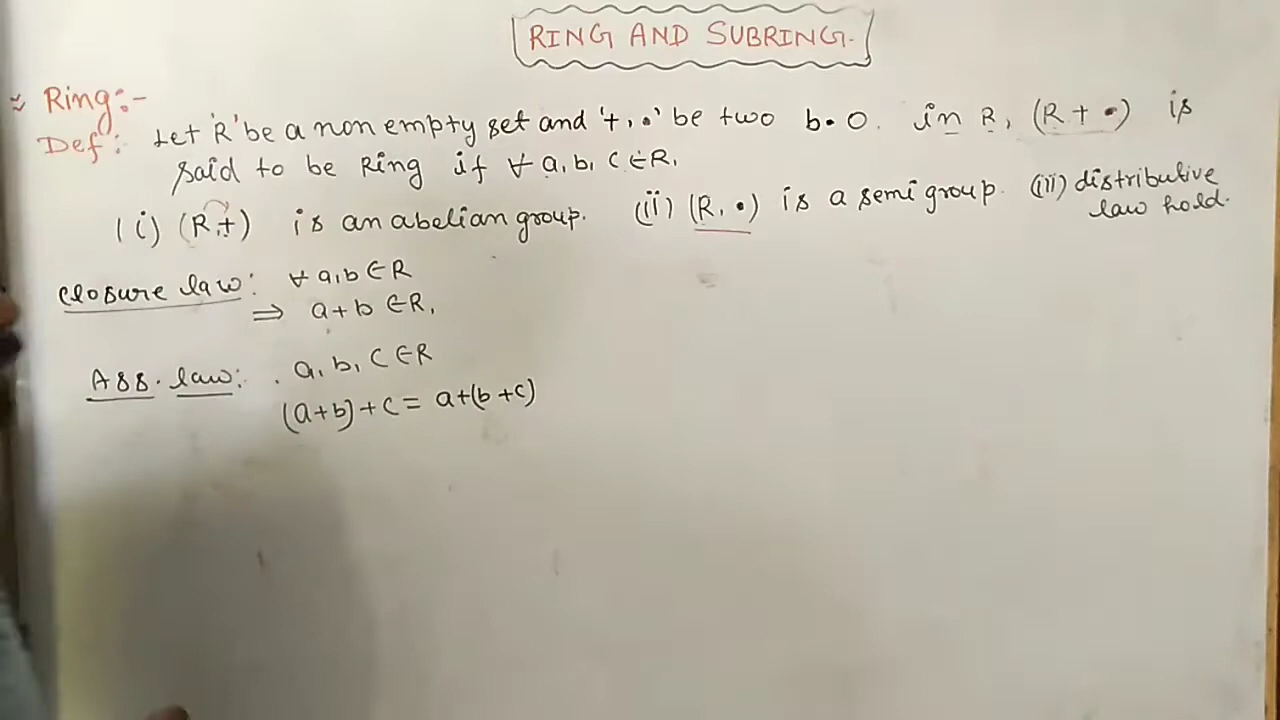 RING AND SUBRING.
Ring:-
Def: Let 'R' be a non empty set and '+, •' be two b•o. in R, (R + •) is
said to be Ring if ∀ a, b, c ∈ R,
(i) (R,+) is an abelian group. (ii) (R, •) is a semi group. (iii) distributive
law hold.
closure law: ∀ a,b ∈ R
⇒ a+b ∈ R,
Ass. law: a, b, c ∈ R
(a+b)+c = a+(b+c)